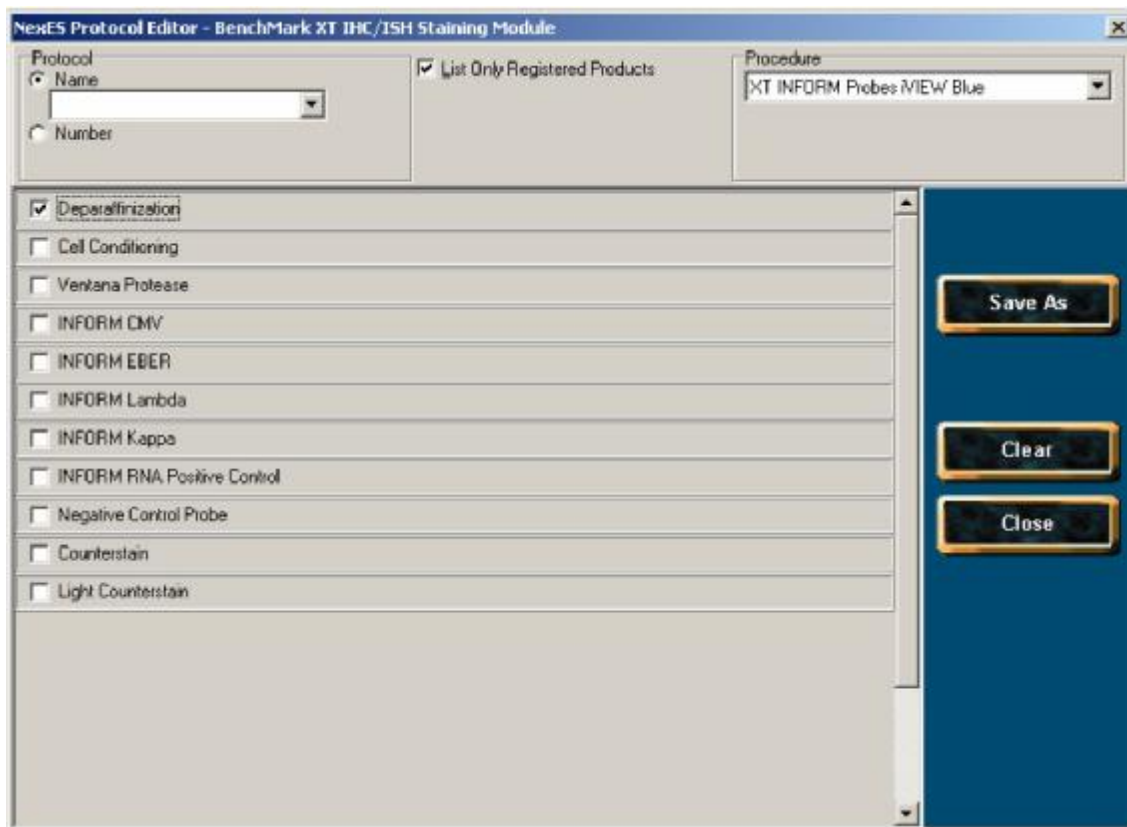 NexES Protocol Editor - BenchMark XT IHC/ISH Staining Module
Protocol
Name
Number
List Only Registered Products
Procedure
XT INFORM Probes iVIEW Blue
Deparaffinization
Cell Conditioning
Ventana Protease
INFORM CMV
INFORM EBER
INFORM Lambda
INFORM Kappa
INFORM RNA Positive Control
Negative Control Probe
Counterstain
Light Counterstain
Save As
Clear
Close